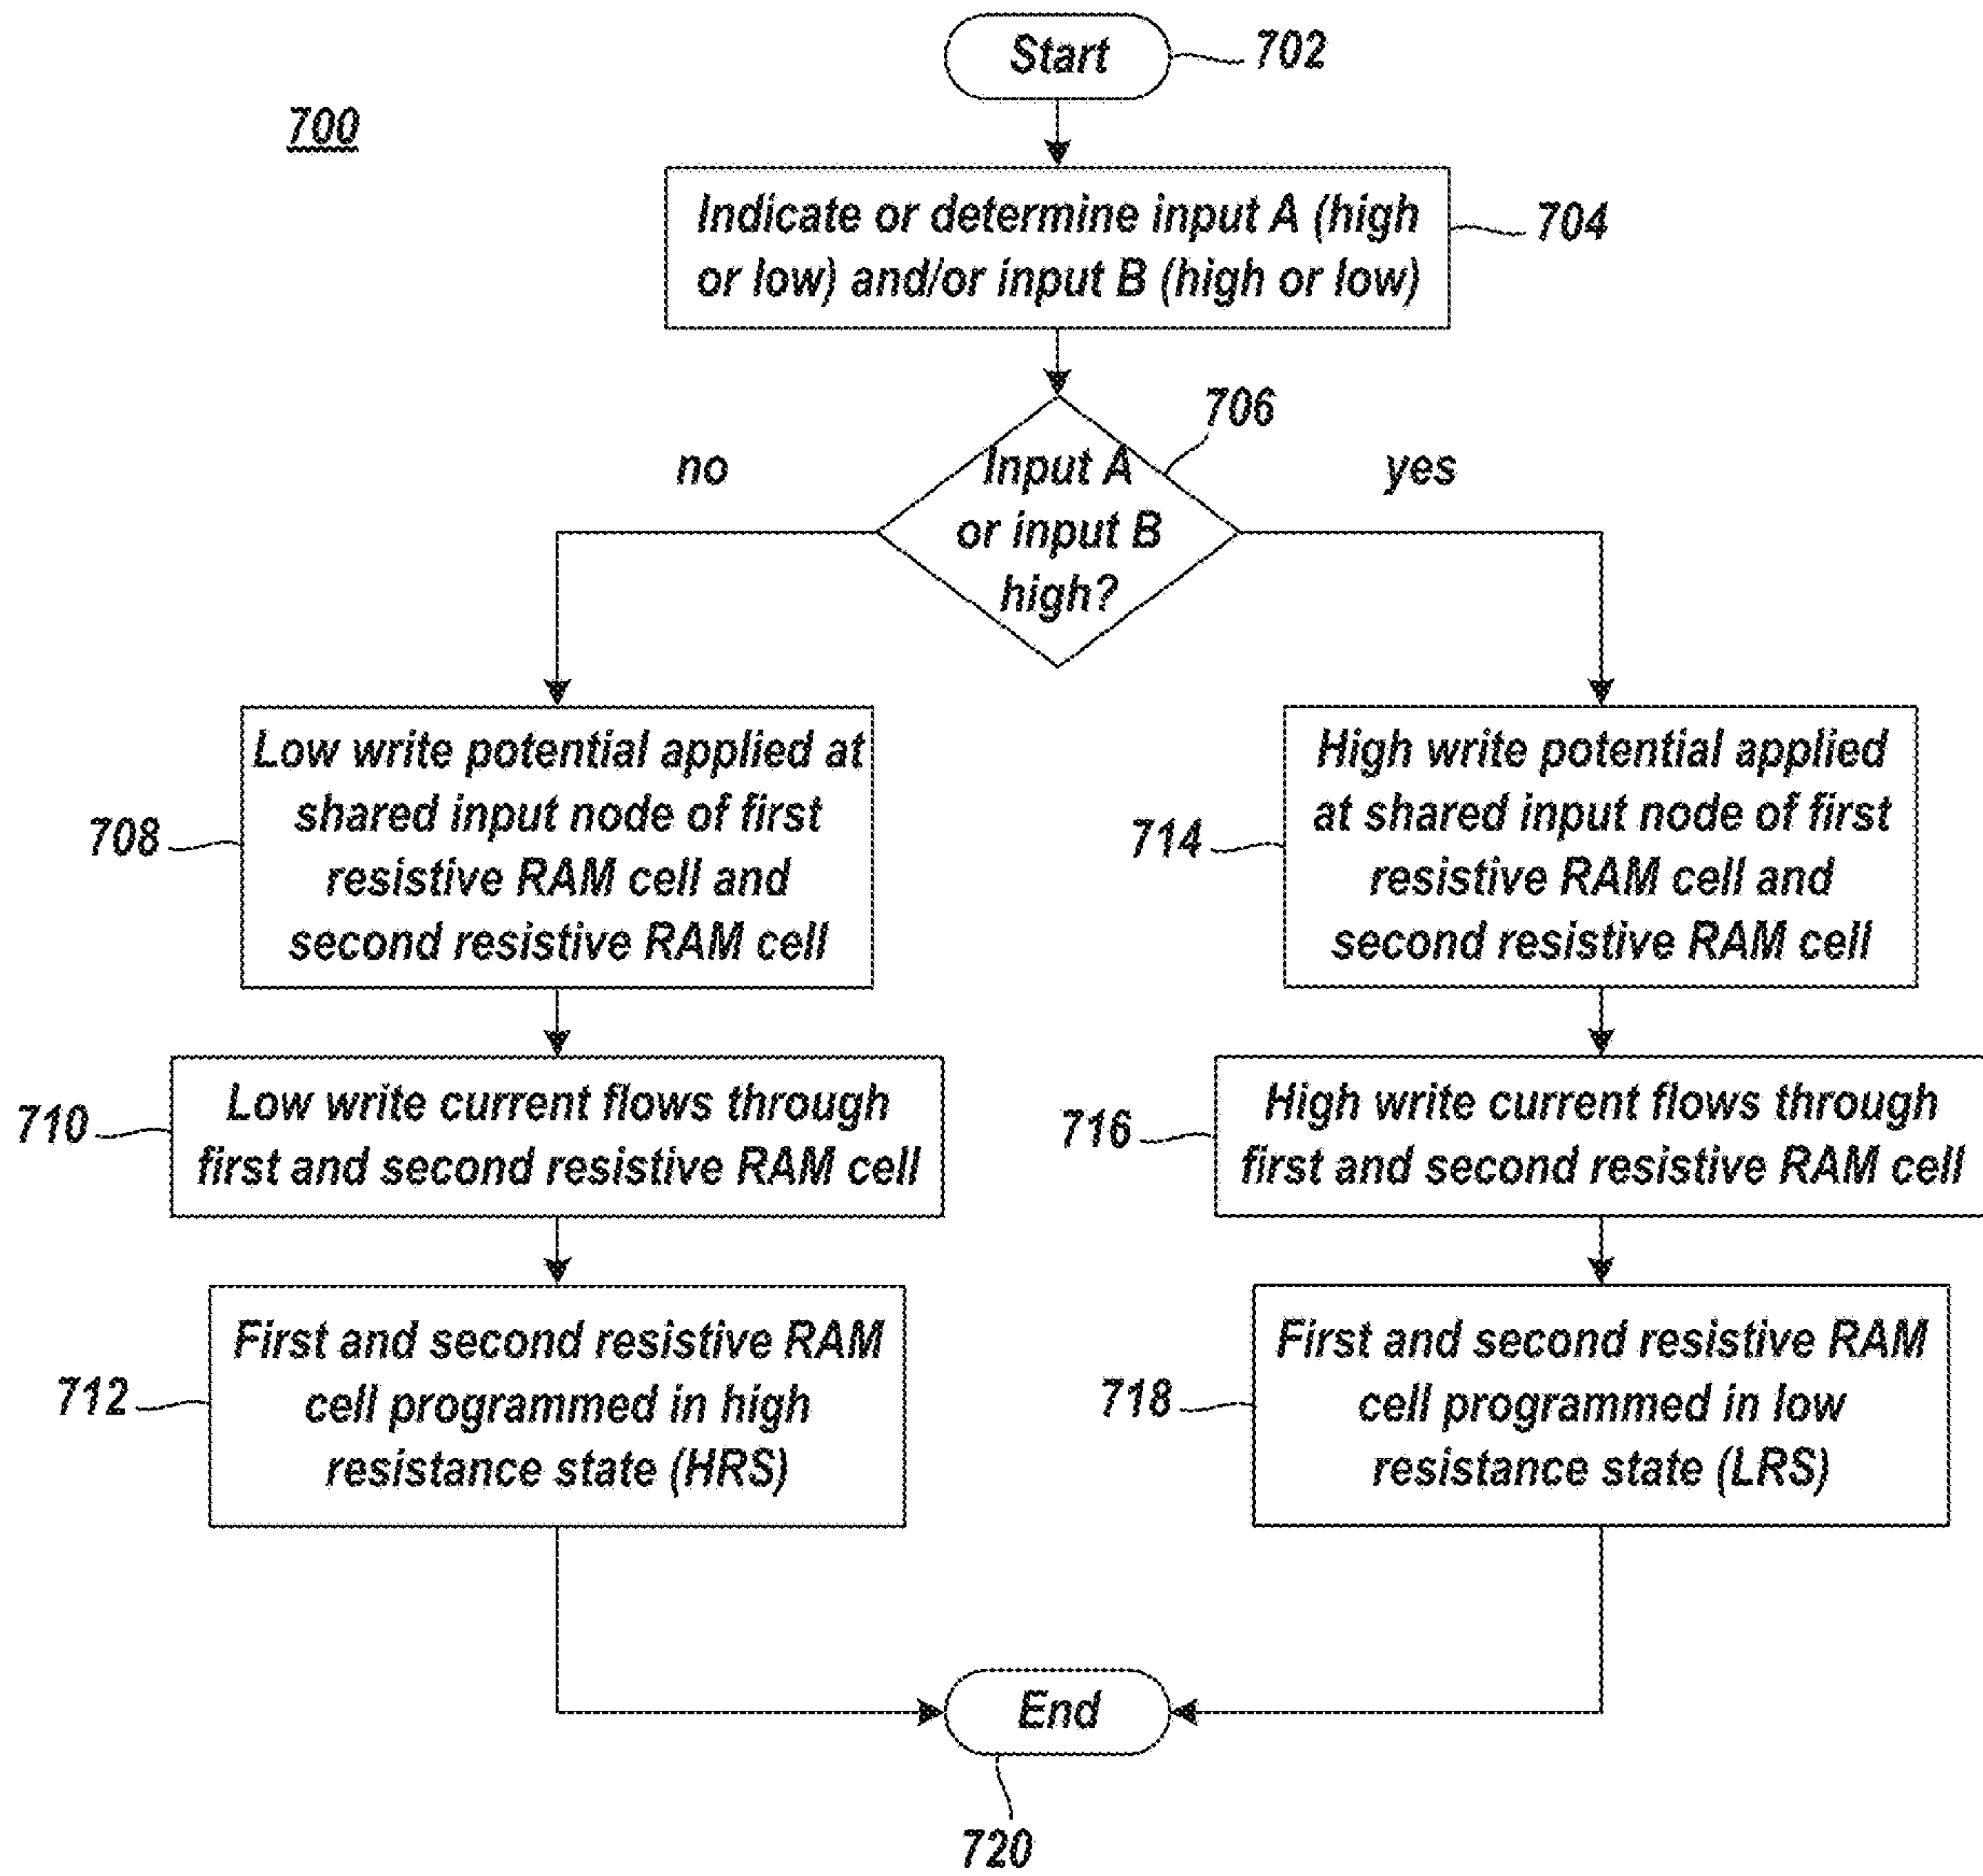 Start
702
700
Indicate or determine input A (high
or low) and/or input B (high or low)
704
706
no
Input A
or input B
high?
yes
Low write potential applied at
shared input node of first
resistive RAM cell and
second resistive RAM cell
708
High write potential applied
at shared input node of first
resistive RAM cell and
second resistive RAM cell
714
Low write current flows through
first and second resistive RAM cell
710
High write current flows through
first and second resistive RAM cell
716
First and second resistive RAM
cell programmed in high
resistance state (HRS)
712
First and second resistive RAM
cell programmed in low
resistance state (LRS)
718
End
720